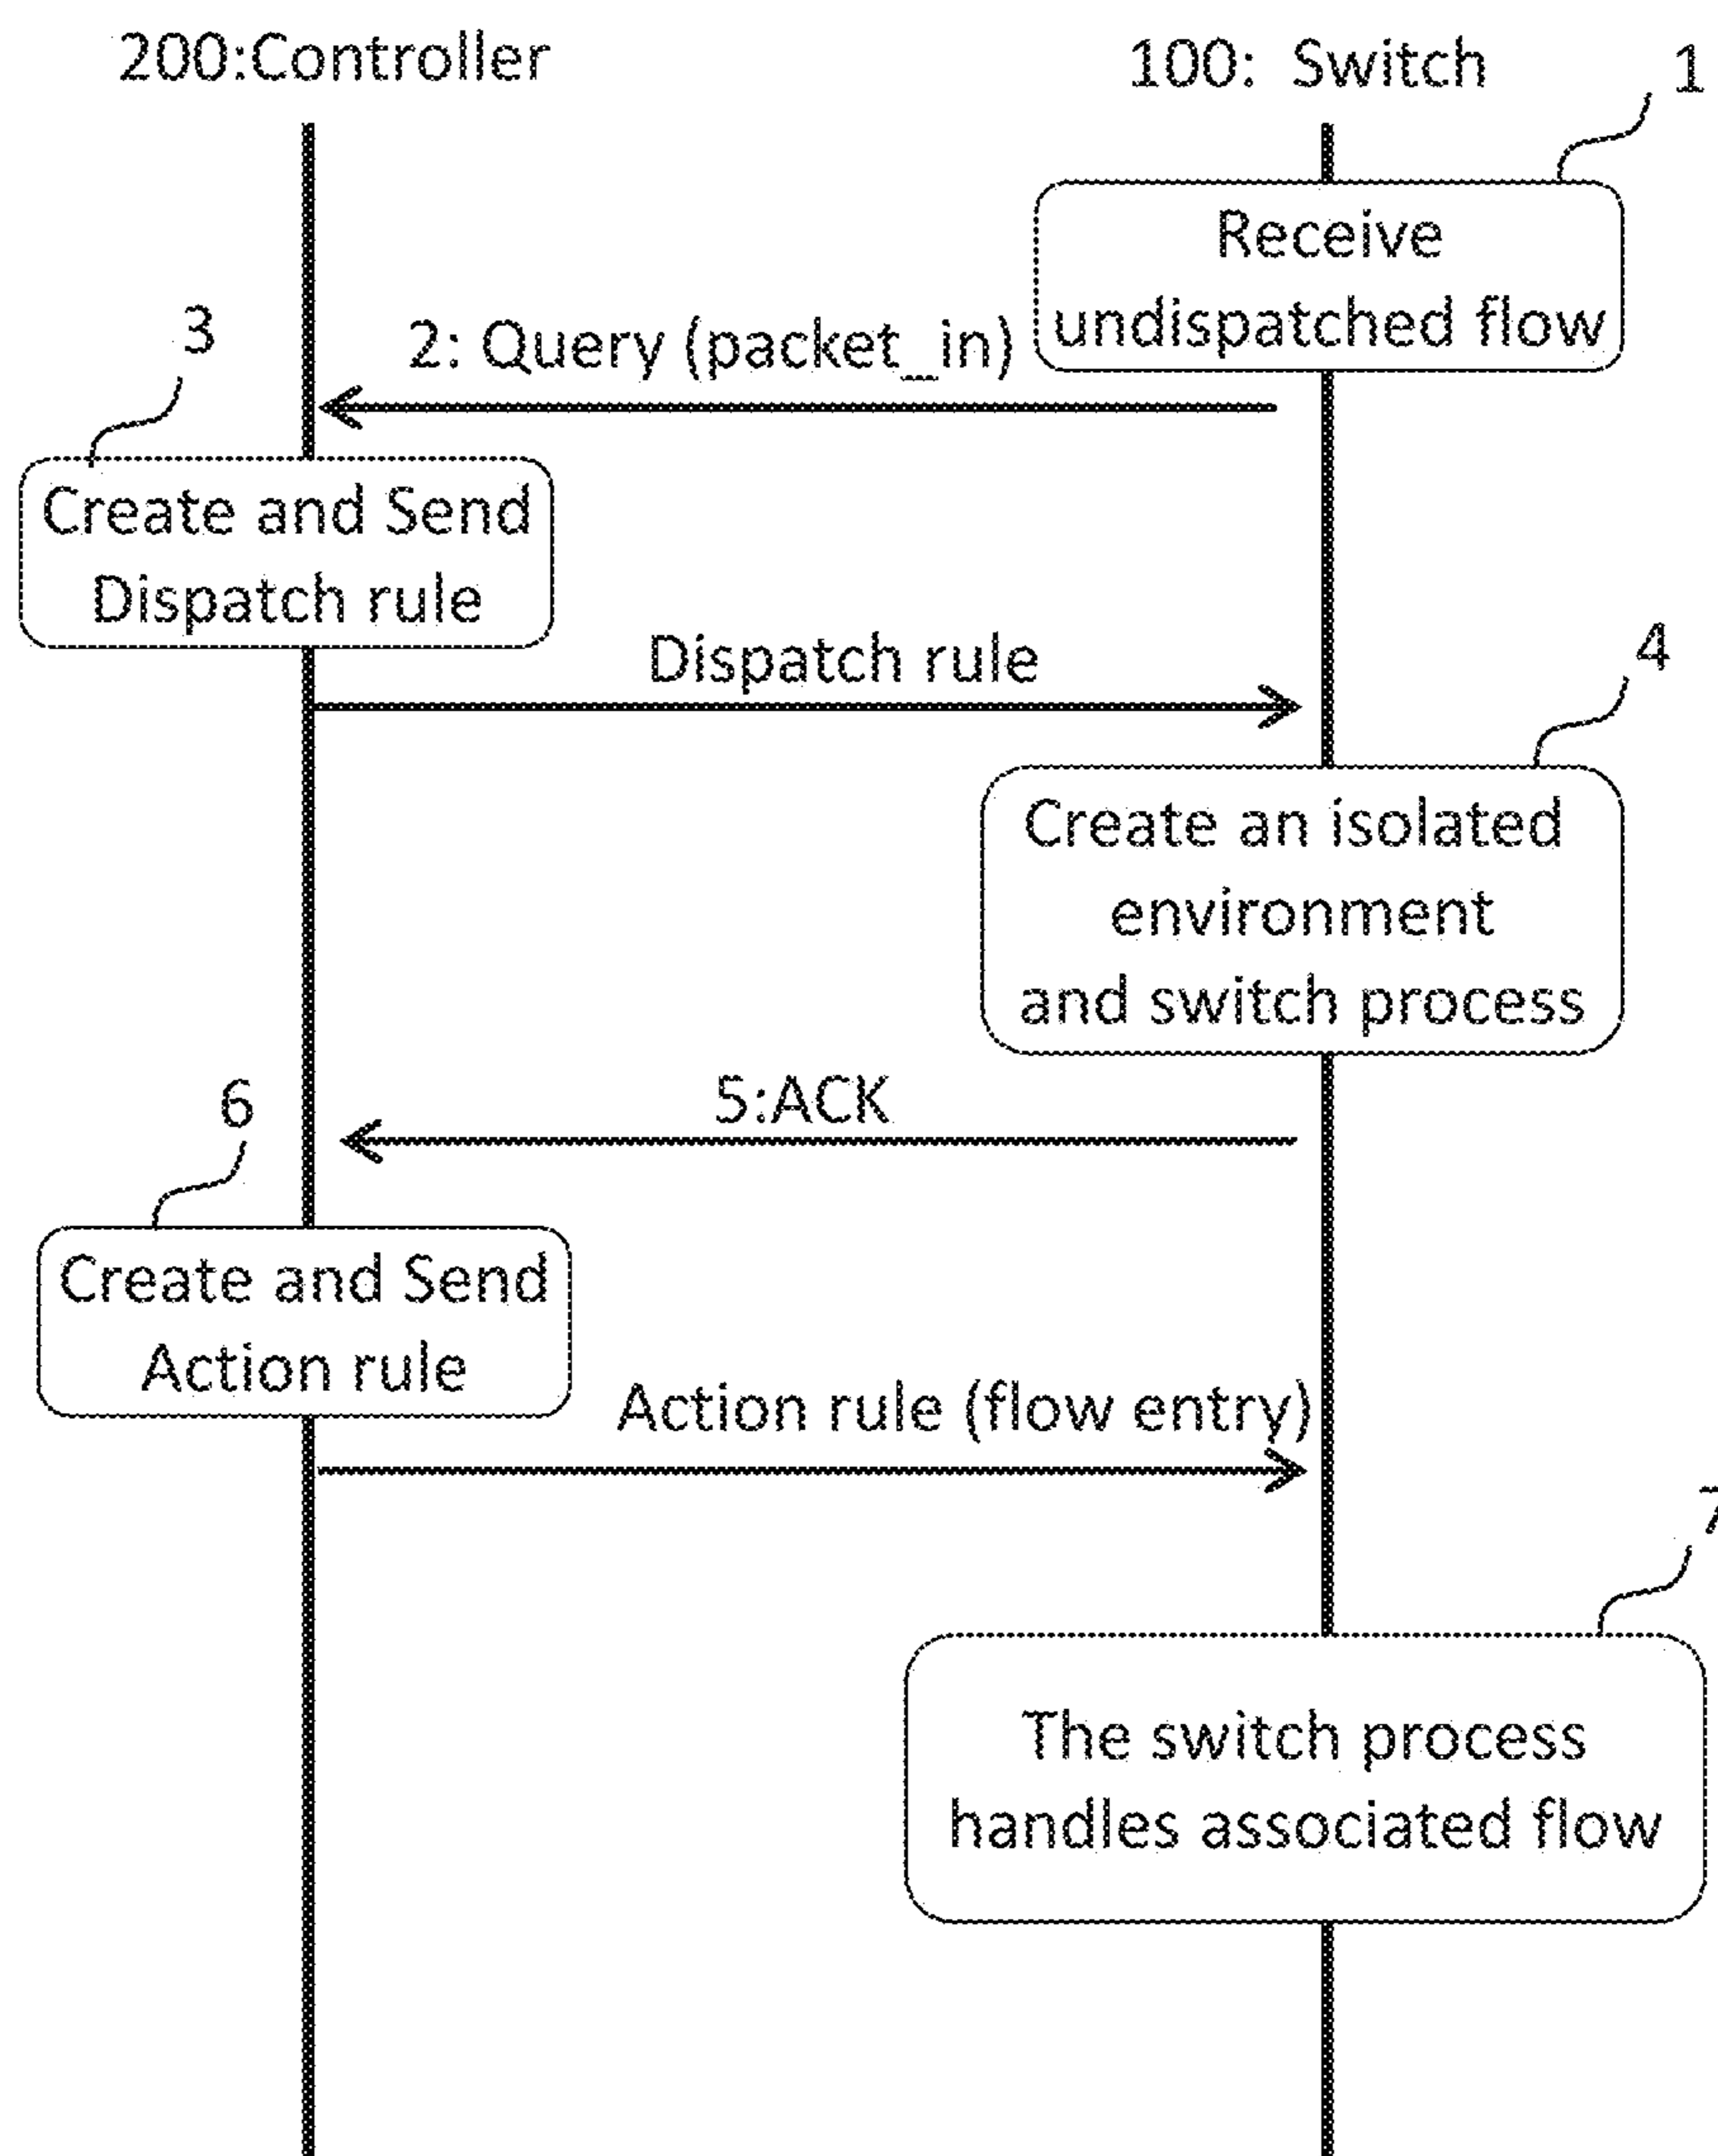 200:Controller
100: Switch
1
Receive
undispatched flow
2: Query (packet_in)
3
Create and Send
Dispatch rule
Dispatch rule
4
Create an isolated
environment
and switch process
5:ACK
6
Create and Send
Action rule
Action rule (flow entry)
7
The switch process
handles associated flow